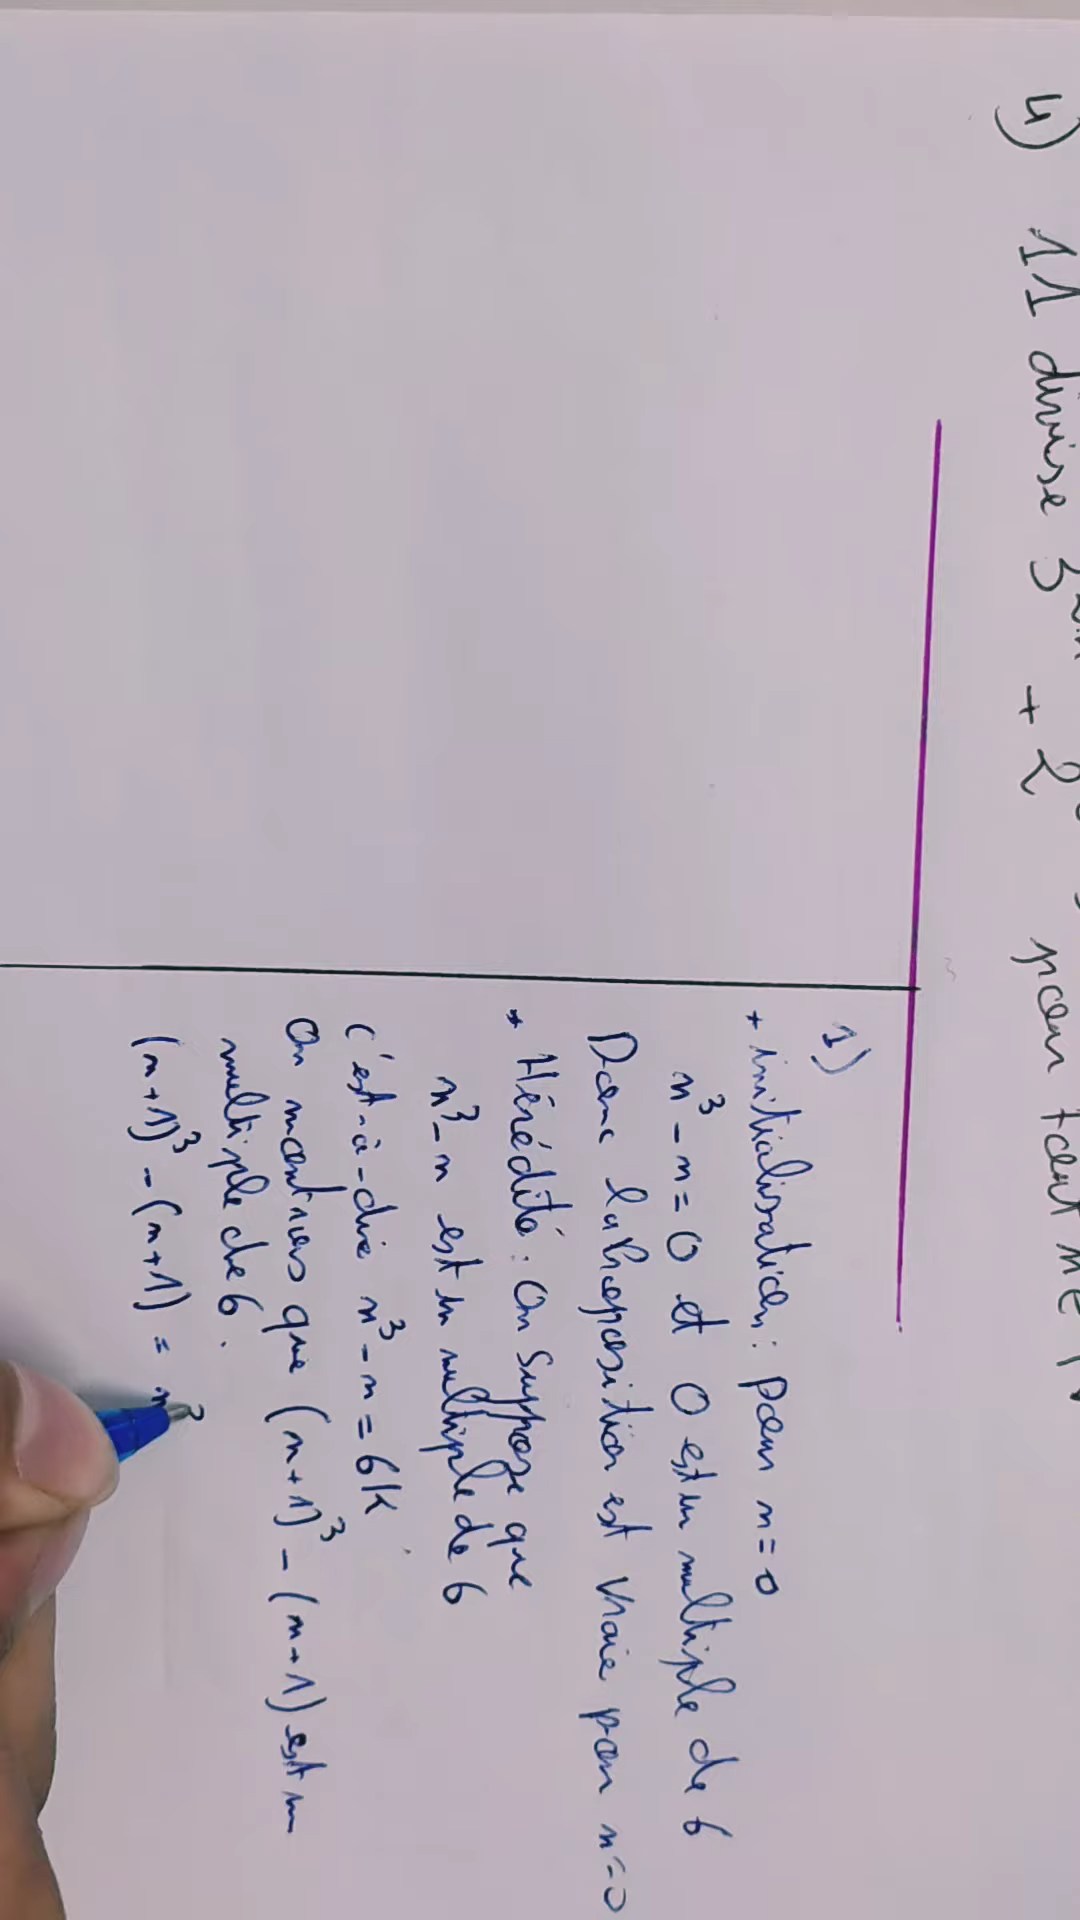 4) 11 divise 3 + 2 pour tout n ∈
1)
+ initialisation : pour n=0
n³-n=0 et 0 est un multiple de 6
Donc la Proposition est vraie pour n=0
* Hérédité : On suppose que
n³-n est un multiple de 6
C'est-à-dire n³-n=6k
On montrons que (n+1)³-(n+1) est un
multiple de 6.
(n+1)³-(n+1) = n³